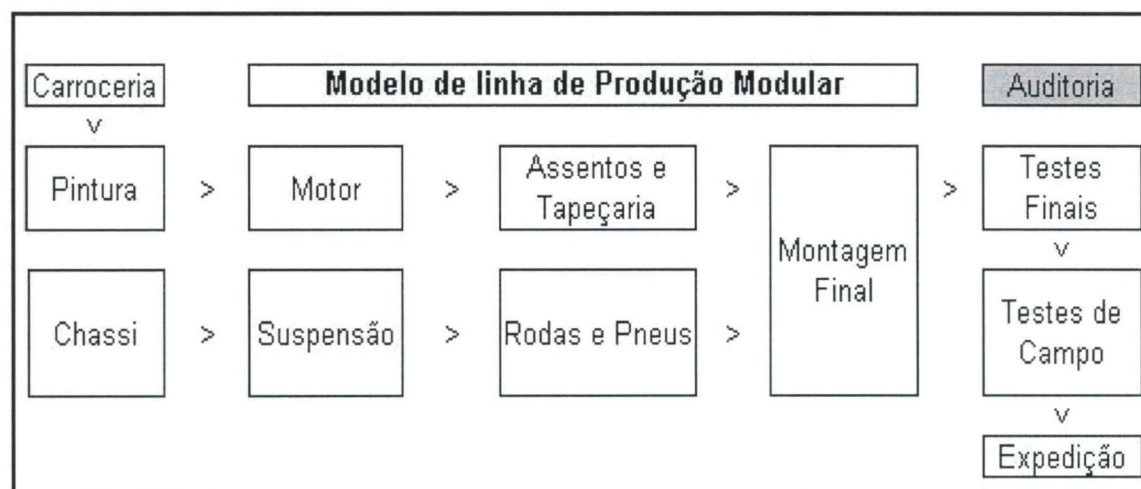 Carroceria
Modelo de linha de Produção Modular
Auditoria
v
Pintura
>
Motor
>
Assentos e
Tapeçaria
>
Montagem
Final
>
Testes
Finais
v
Chassi
>
Suspensão
>
Rodas e Pneus
>
Testes de
Campo
v
Expedição